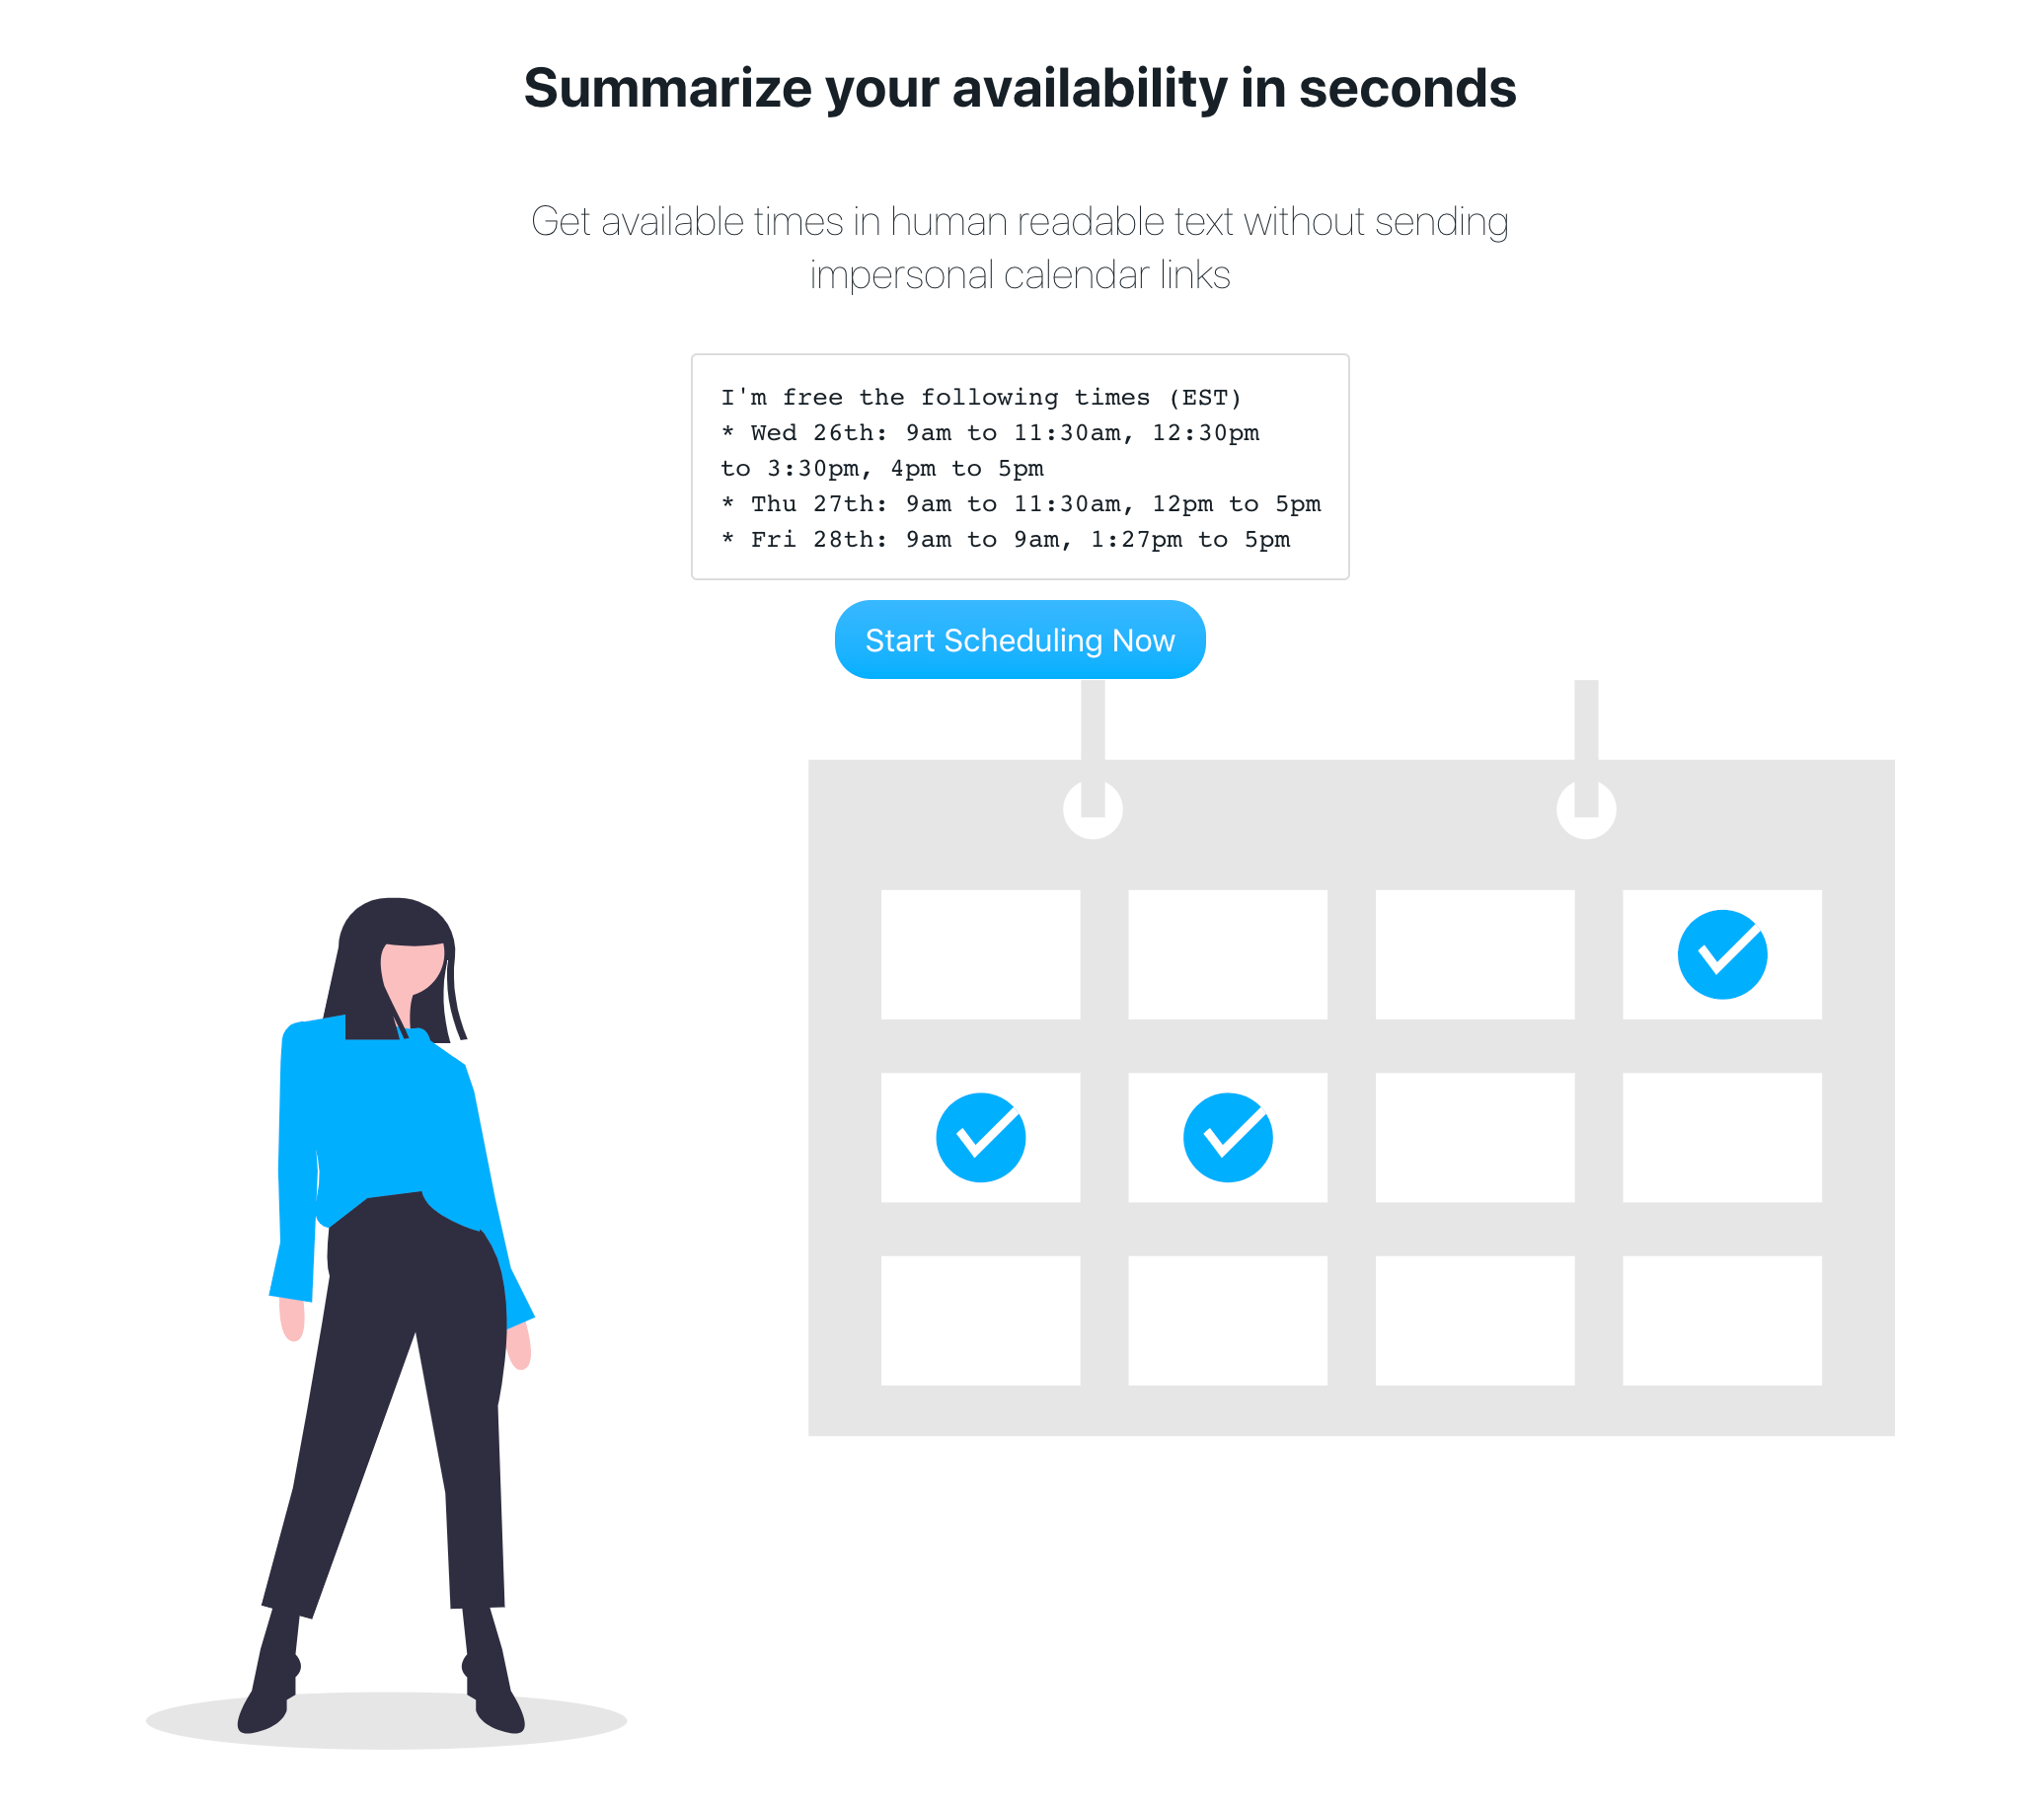 Summarize your availability in seconds
Get available times in human readable text without sending
impersonal calendar links
I'm free the following times (EST)
* Wed 26th: 9am to 11:30am, 12:30pm
to 3:30pm, 4pm to 5pm
* Thu 27th: 9am to 11:30am, 12pm to 5pm
* Fri 28th: 9am to 9am, 1:27pm to 5pm
Start Scheduling Now